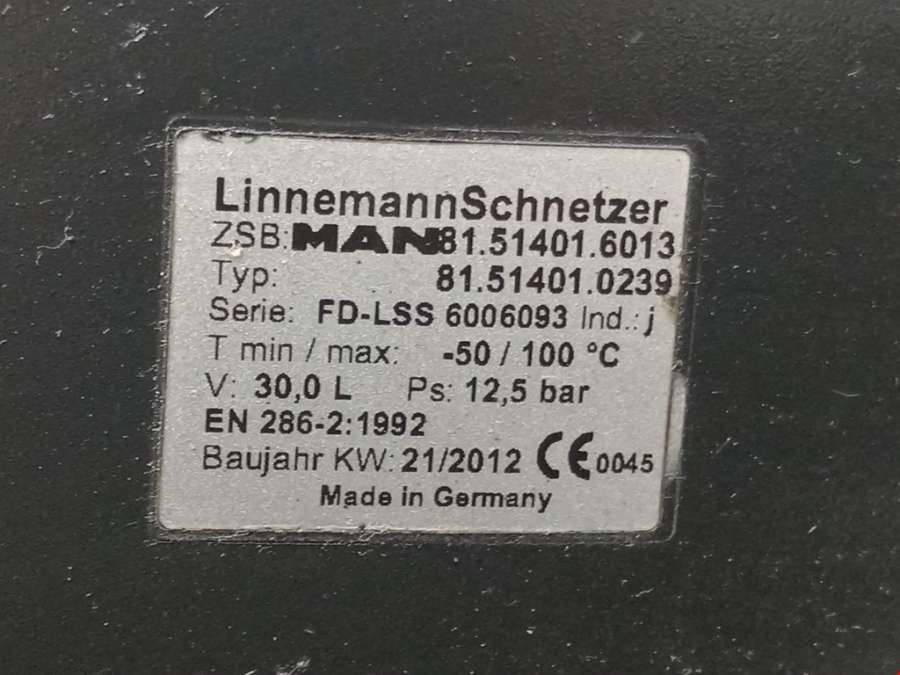 LinnemannSchnetzer
ZSB: MAN 81.51401.6013
Typ: 81.51401.0239
Serie: FD-LSS 6006093 Ind.: j
T min / max: -50 / 100 °C
V: 30,0 L Ps: 12,5 bar
EN 286-2:1992
Baujahr KW: 21/2012 CE 0045
Made in Germany